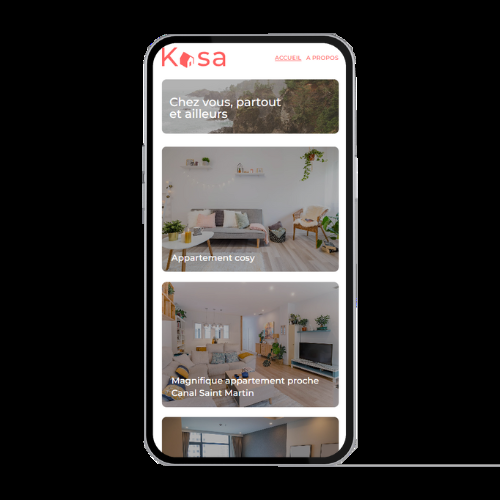 Kasa
ACCUEIL A PROPOS
Chez vous, partout
et ailleurs
Appartement cosy
Magnifique appartement proche
Canal Saint Martin